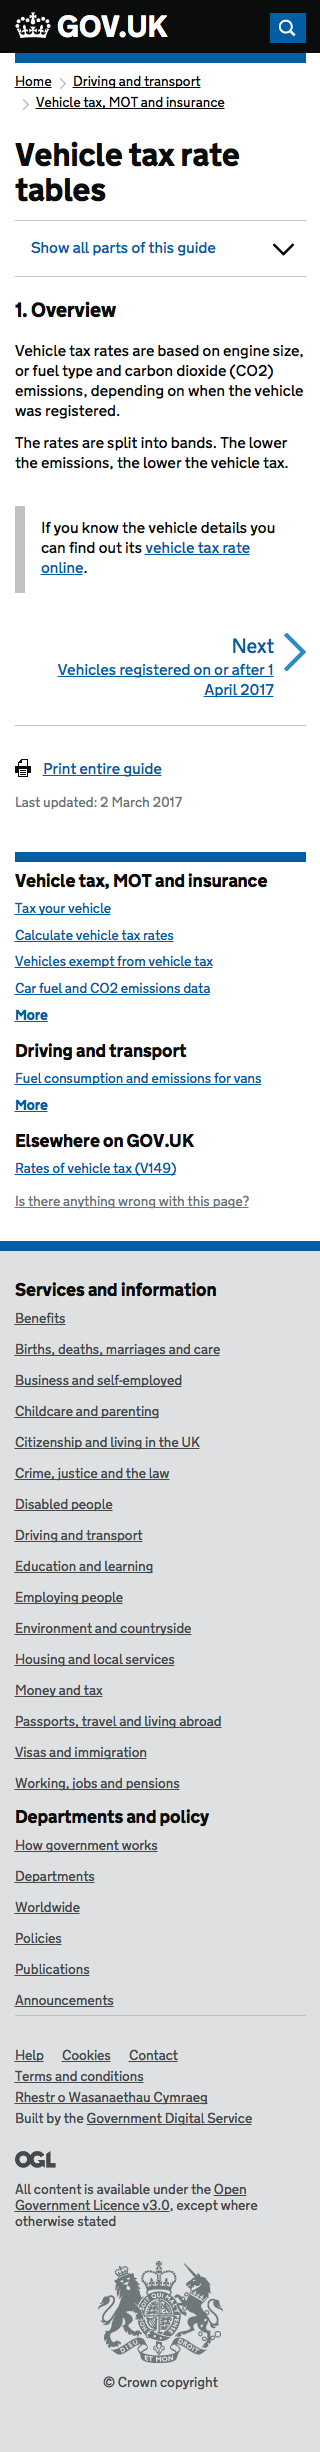 GOV.UK
Home
Driving and transport
Vehicle tax, MOT and insurance
Vehicle tax rate
tables
Show all parts of this guide
1. Overview
Vehicle tax rates are based on engine size,
or fuel type and carbon dioxide (CO2)
emissions, depending on when the vehicle
was registered.
The rates are split into bands. The lower
the emissions, the lower the vehicle tax.
If you know the vehicle details you
can find out its vehicle tax rate
online.
Next
Vehicles registered on or after 1
April 2017
Print entire guide
Last updated: 2 March 2017
Vehicle tax, MOT and insurance
Tax your vehicle
Calculate vehicle tax rates
Vehicles exempt from vehicle tax
Car fuel and CO2 emissions data
More
Driving and transport
Fuel consumption and emissions for vans
More
Elsewhere on GOV.UK
Rates of vehicle tax (V149)
Is there anything wrong with this page?
Services and information
Benefits
Births, deaths, marriages and care
Business and self-employed
Childcare and parenting
Citizenship and living in the UK
Crime, justice and the law
Disabled people
Driving and transport
Education and learning
Employing people
Environment and countryside
Housing and local services
Money and tax
Passports, travel and living abroad
Visas and immigration
Working, jobs and pensions
Departments and policy
How government works
Departments
Worldwide
Policies
Publications
Announcements
Help Cookies Contact
Terms and conditions
Rhestr o Wasanaethau Cymraeg
Built by the Government Digital Service
OGL
All content is available under the Open
Government Licence v3.0, except where
otherwise stated
DIEU ET MON DROIT
© Crown copyright